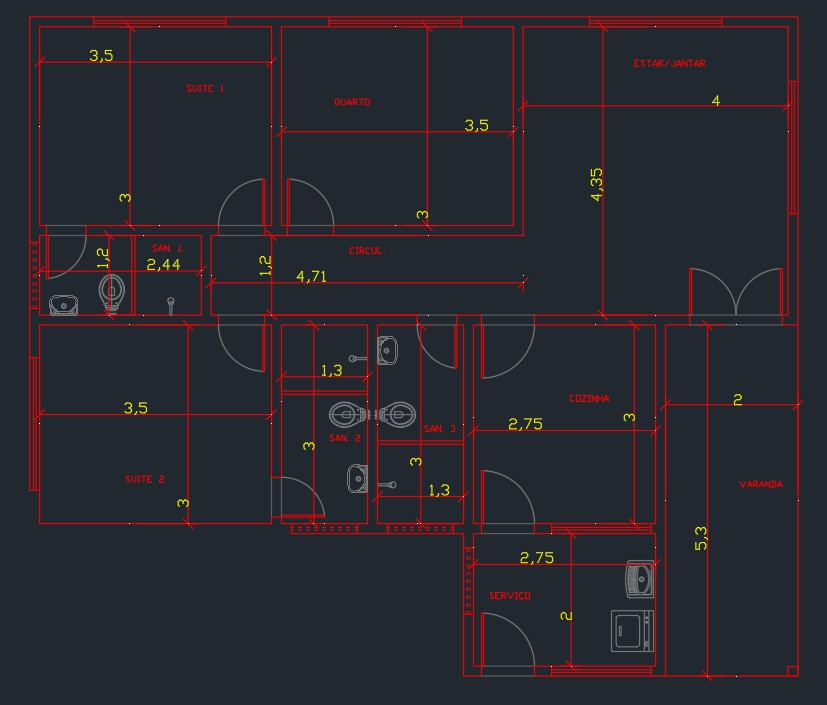 3,5
SUITE 1
3
QUARTO
3,5
3
ESTAR/JANTAR
4
4,35
1,2
SAN. 1
2,44
1,2
CIRCUL.
4,71
3,5
SUITE 2
3
1,3
3
SAN. 2
SAN. 3
3
1,3
COZINHA
2,75
3
2
VARANDA
5,3
2,75
SERVIÇO
2